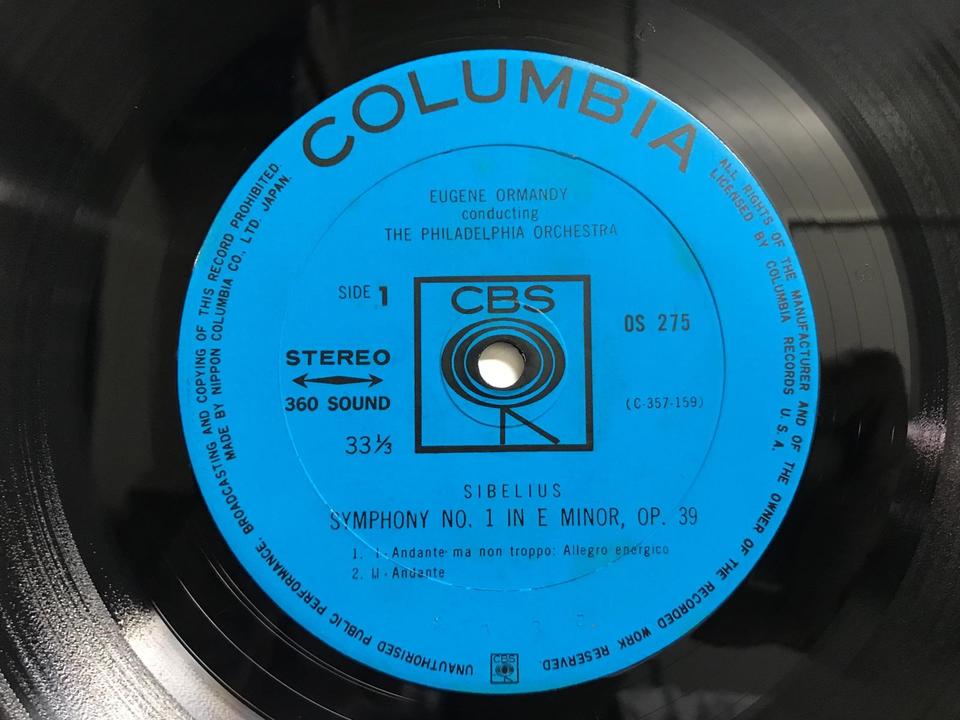 COLUMBIA
EUGENE ORMANDY
conducting
THE PHILADELPHIA ORCHESTRA
SIDE 1
CBS
OS 275
STEREO
360 SOUND
(C-357-159)
33⅓
SIBELIUS
SYMPHONY NO. 1 IN E MINOR, OP. 39
1. I - Andante ma non troppo: Allegro energico
2. II - Andante
ALL RIGHTS OF THE MANUFACTURER AND OF THE OWNER OF THE RECORDED WORK RESERVED.
LICENSED BY COLUMBIA RECORDS U. S. A.
UNAUTHORISED PUBLIC PERFORMANCE, BROADCASTING AND COPYING OF THIS RECORD PROHIBITED.
MADE BY NIPPON COLUMBIA CO., LTD. JAPAN.
CBS